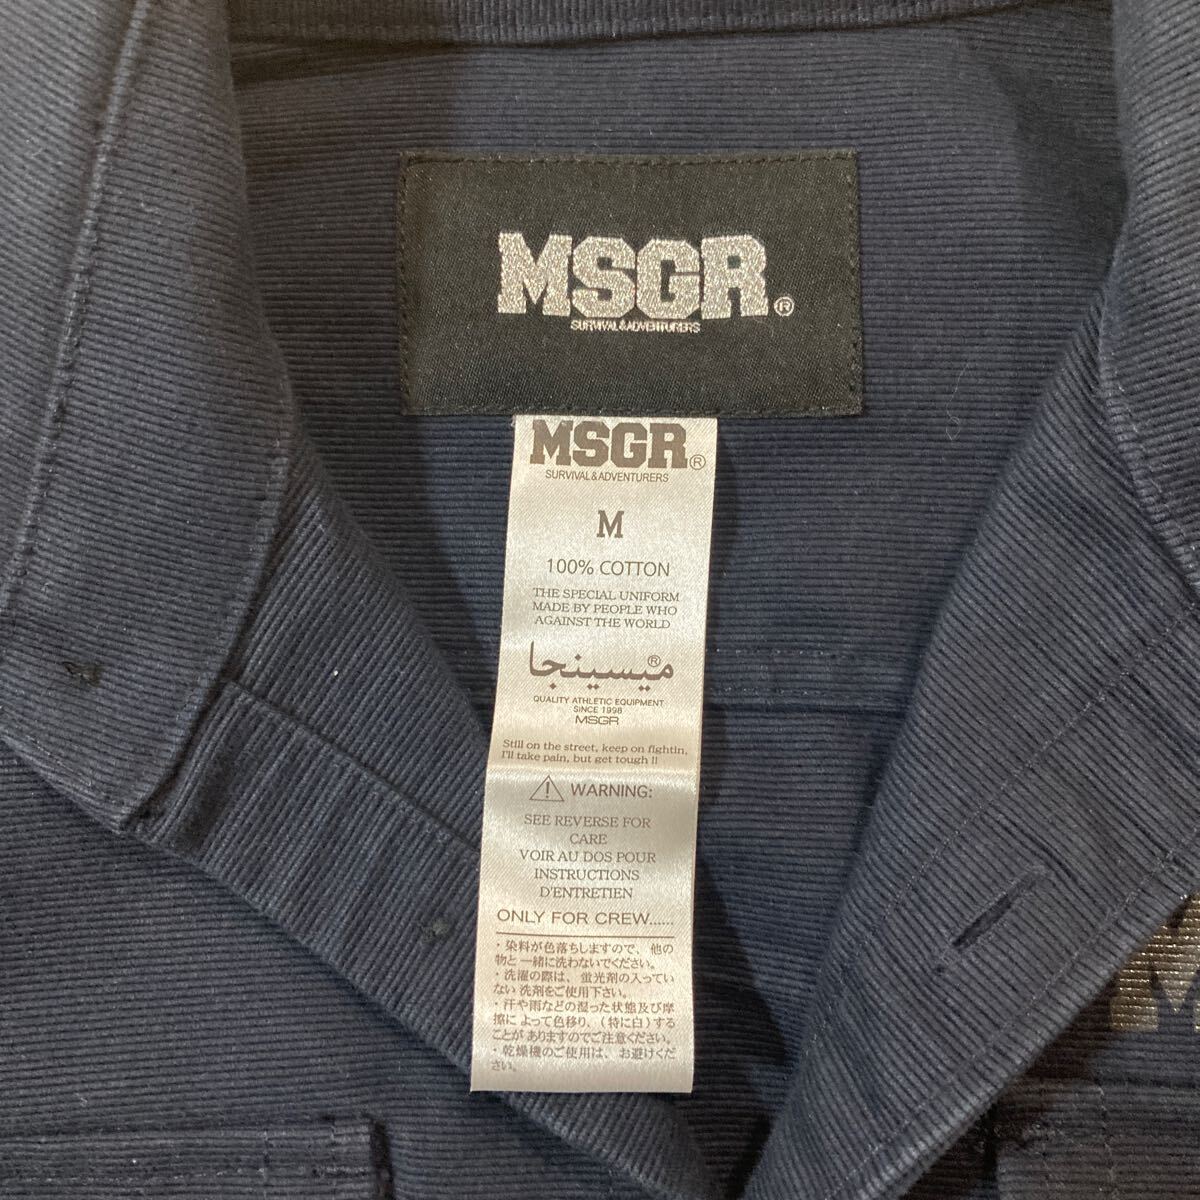 MSGR®
SURVIVAL&ADVENTURERS
MSGR®
SURVIVAL&ADVENTURERS
M
100% COTTON
THE SPECIAL UNIFORM
MADE BY PEOPLE WHO
AGAINST THE WORLD
ميسينجا®
QUALITY ATHLETIC EQUIPMENT
SINCE 1998
MSGR
Still on the street, keep on fightin,
I'll take pain, but get tough !!
WARNING:
SEE REVERSE FOR
CARE
VOIR AU DOS POUR
INSTRUCTIONS
D'ENTRETIEN
ONLY FOR CREW......
・染料が色落ちしますので、他の
物と一緒に洗わないでください。
・洗濯の際は、蛍光剤の入ってい
ない洗剤をご使用下さい。
・汗や雨などの湿った状態及び摩
擦によって色移り、(特に白)する
ことがありますのでご注意ください。
・乾燥機のご使用は、お避けくだ
さい。
M